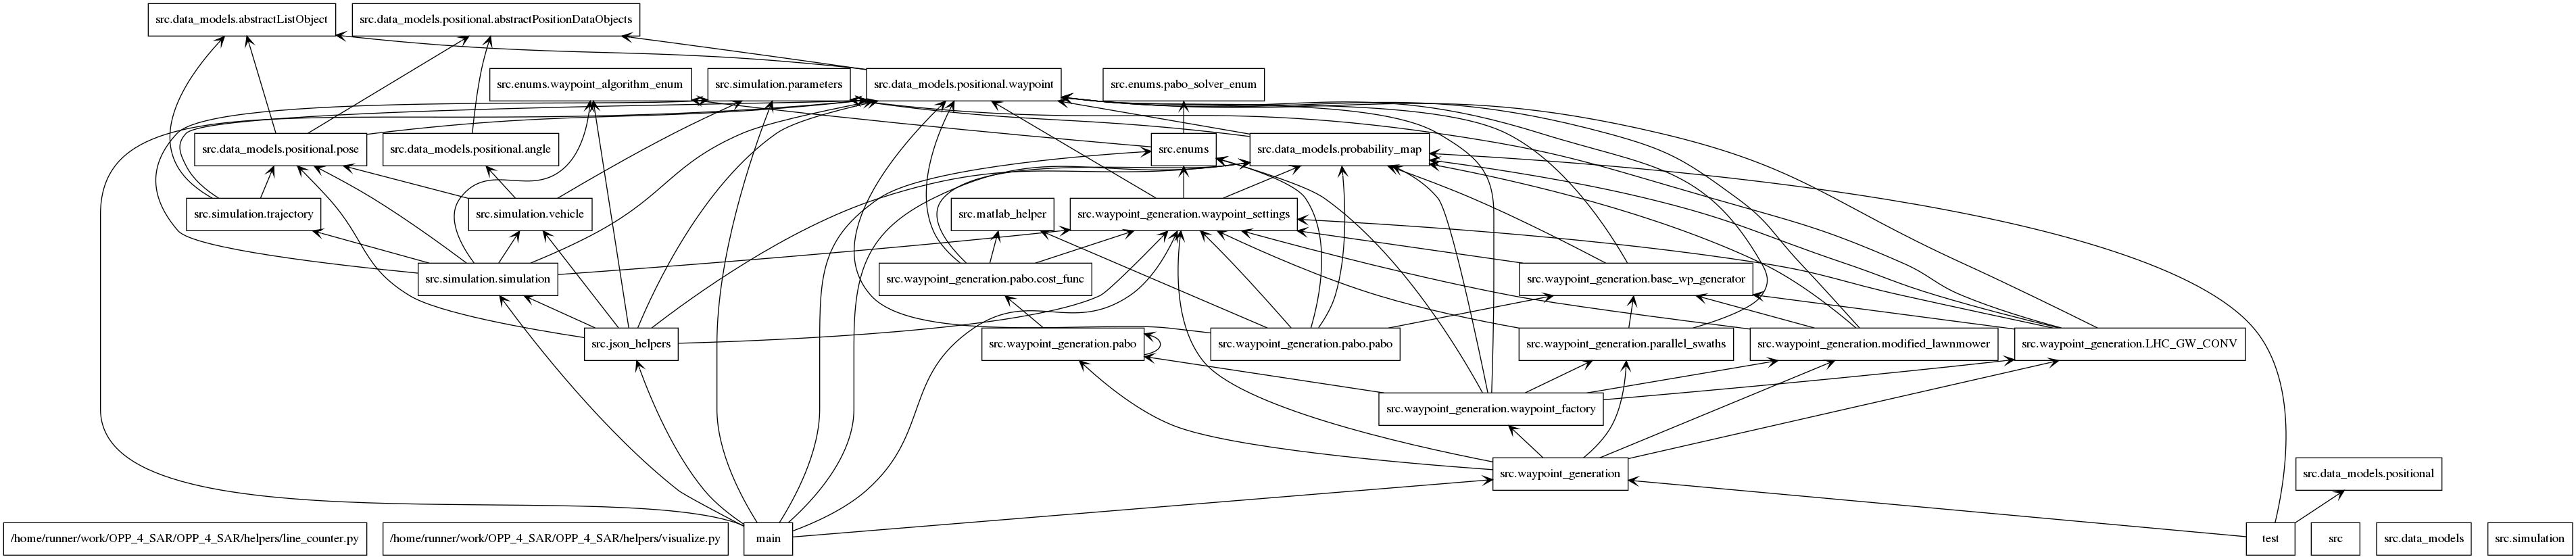 src.data_models.abstractListObject
src.data_models.positional.abstractPositionDataObjects
src.enums.waypoint_algorithm_enum
src.simulation.parameters
src.data_models.positional.waypoint
src.enums.pabo_solver_enum
src.data_models.positional.pose
src.data_models.positional.angle
src.enums
src.data_models.probability_map
src.simulation.trajectory
src.simulation.vehicle
src.matlab_helper
src.waypoint_generation.waypoint_settings
src.simulation.simulation
src.waypoint_generation.pabo.cost_func
src.waypoint_generation.base_wp_generator
src.json_helpers
src.waypoint_generation.pabo
src.waypoint_generation.pabo.pabo
src.waypoint_generation.parallel_swaths
src.waypoint_generation.modified_lawnmower
src.waypoint_generation.LHC_GW_CONV
src.waypoint_generation.waypoint_factory
src.waypoint_generation
src.data_models.positional
/home/runner/work/OPP_4_SAR/OPP_4_SAR/helpers/line_counter.py
/home/runner/work/OPP_4_SAR/OPP_4_SAR/helpers/visualize.py
main
test
src
src.data_models
src.simulation